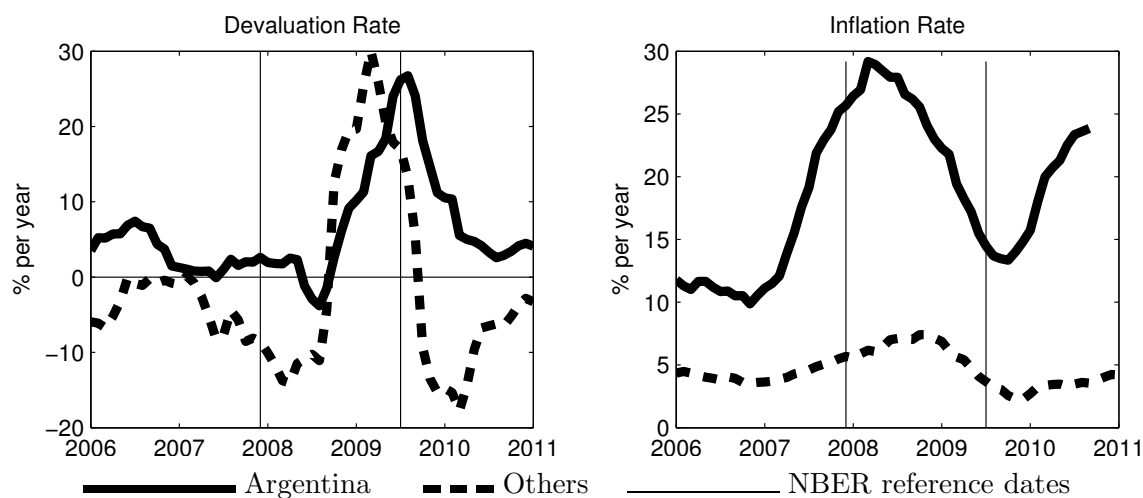 Devaluation Rate
30
20
10
0
−10
−20
% per year
2006 2007 2008 2009 2010 2011
Inflation Rate
30
25
20
15
10
5
0
% per year
2006 2007 2008 2009 2010 2011
Argentina Others NBER reference dates